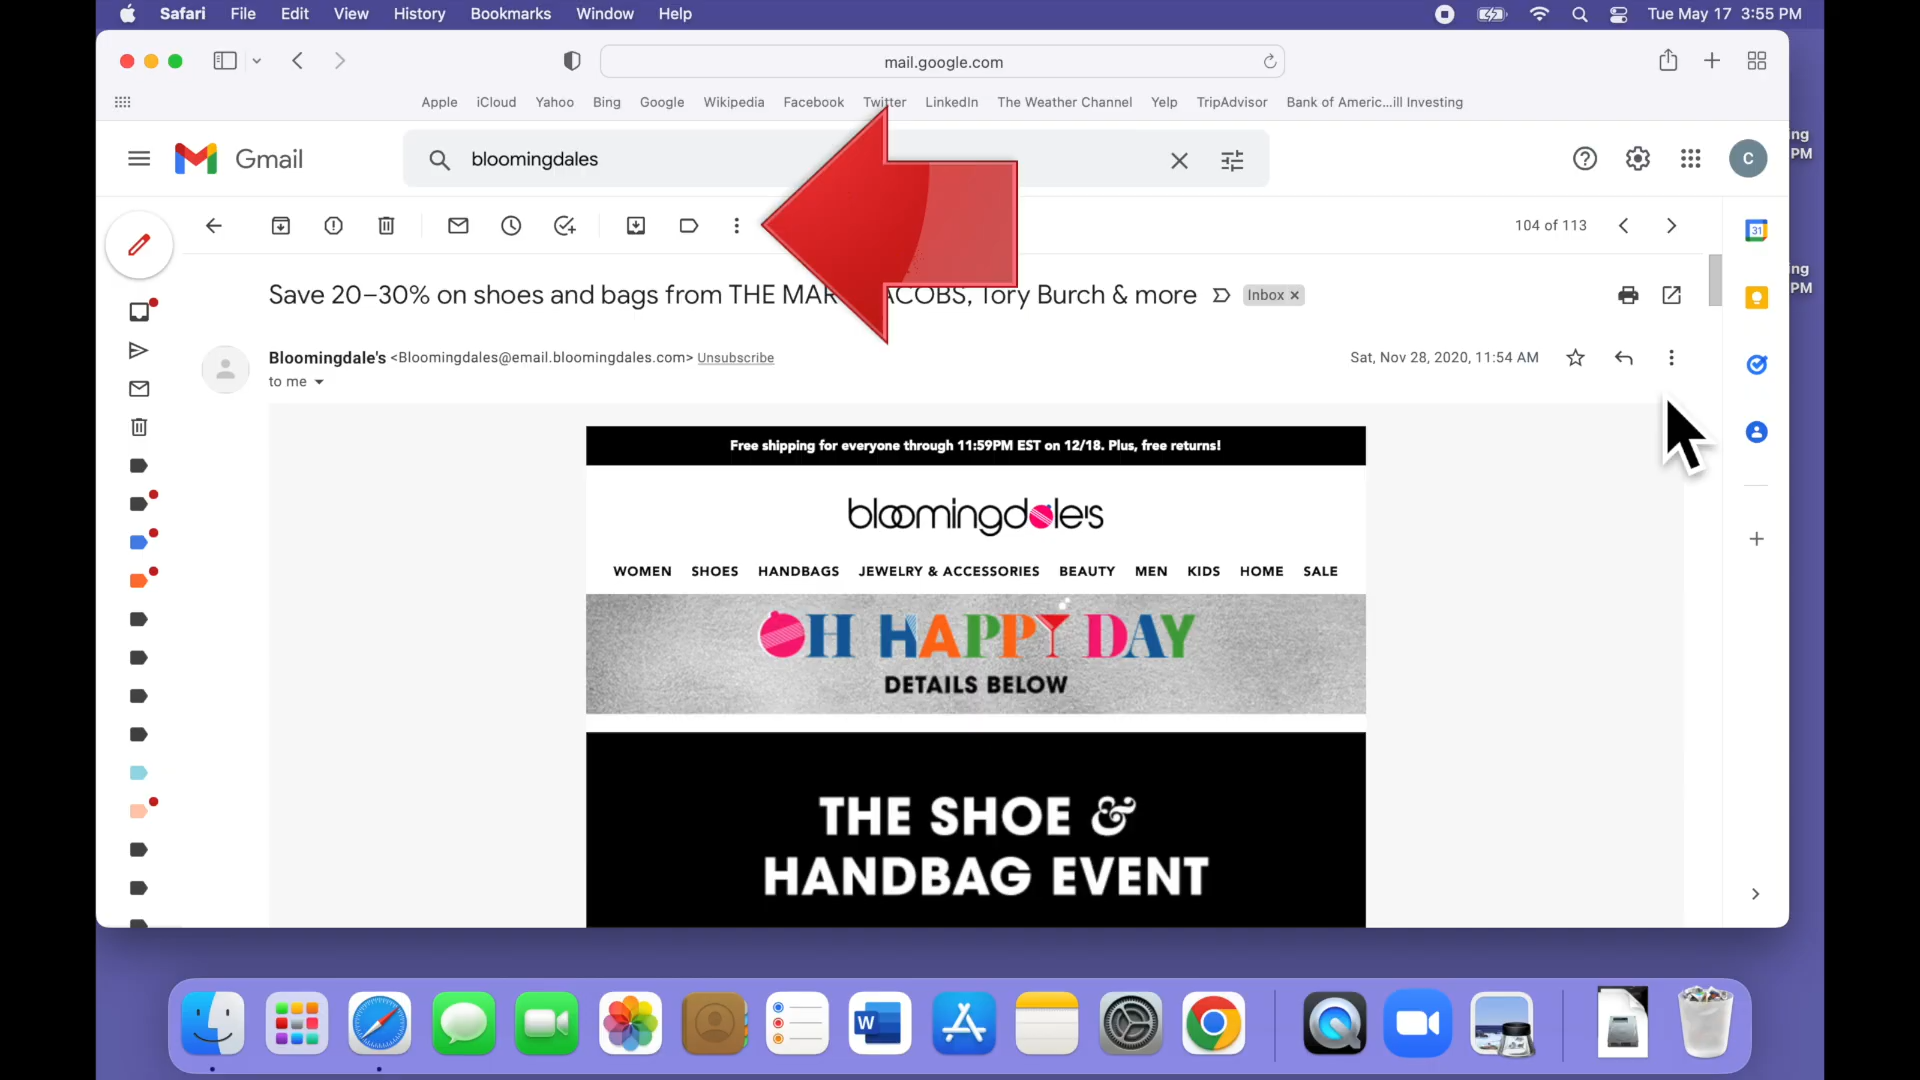 Safari File Edit View History Bookmarks Window Help Tue May 17 3:55 PM
mail.google.com
Apple iCloud Yahoo Bing Google Wikipedia Facebook Twitter LinkedIn The Weather Channel Yelp TripAdvisor Bank of Americ...ill Investing
Gmail bloomingdales C
ng
PM
104 of 113
31
ng
PM
Save 20–30% on shoes and bags from THE MAR ACOBS, Tory Burch & more Inbox ×
Bloomingdale's <Bloomingdales@email.bloomingdales.com> Unsubscribe Sat, Nov 28, 2020, 11:54 AM
to me
Free shipping for everyone through 11:59PM EST on 12/18. Plus, free returns!
bloomingdale's
WOMEN SHOES HANDBAGS JEWELRY & ACCESSORIES BEAUTY MEN KIDS HOME SALE
OH HAPPY DAY
DETAILS BELOW
THE SHOE &
HANDBAG EVENT
W